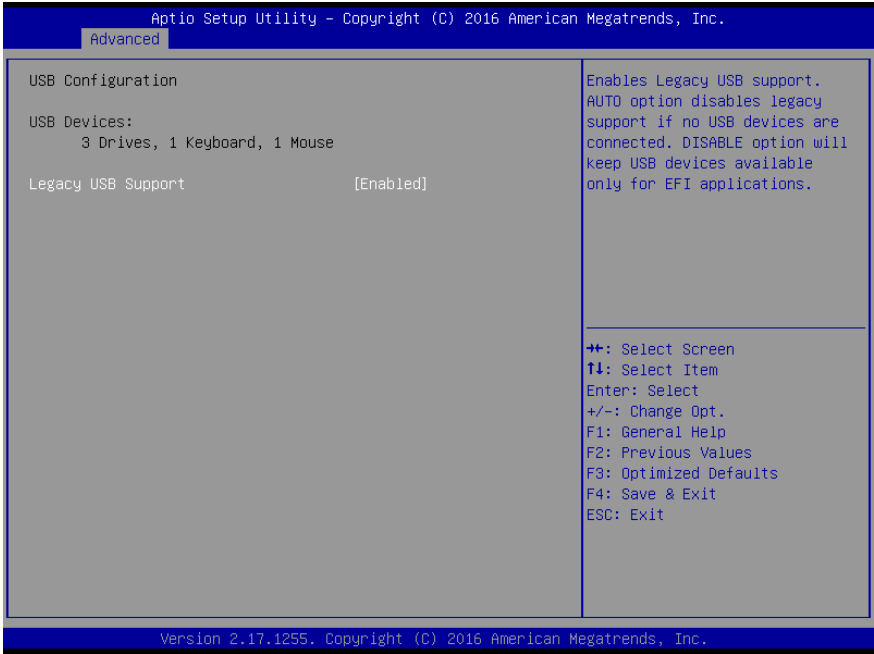 Aptio Setup Utility – Copyright (C) 2016 American Megatrends, Inc.
Advanced
USB Configuration
USB Devices:
3 Drives, 1 Keyboard, 1 Mouse
Legacy USB Support [Enabled]
Enables Legacy USB support.
AUTO option disables legacy
support if no USB devices are
connected. DISABLE option will
keep USB devices available
only for EFI applications.
→←: Select Screen
↑↓: Select Item
Enter: Select
+/-: Change Opt.
F1: General Help
F2: Previous Values
F3: Optimized Defaults
F4: Save & Exit
ESC: Exit
Version 2.17.1255. Copyright (C) 2016 American Megatrends, Inc.